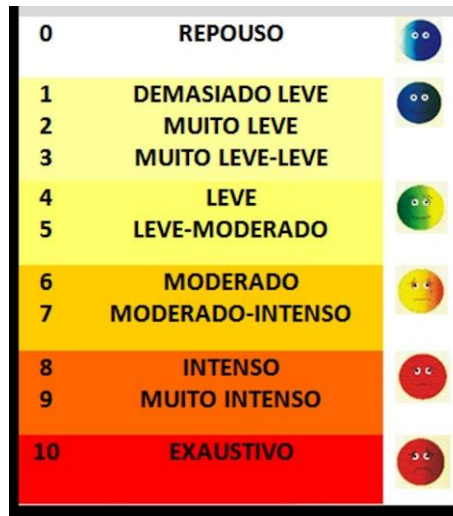 0 REPOUSO
1 DEMASIADO LEVE
2 MUITO LEVE
3 MUITO LEVE-LEVE
4 LEVE
5 LEVE-MODERADO
6 MODERADO
7 MODERADO-INTENSO
8 INTENSO
9 MUITO INTENSO
10 EXAUSTIVO